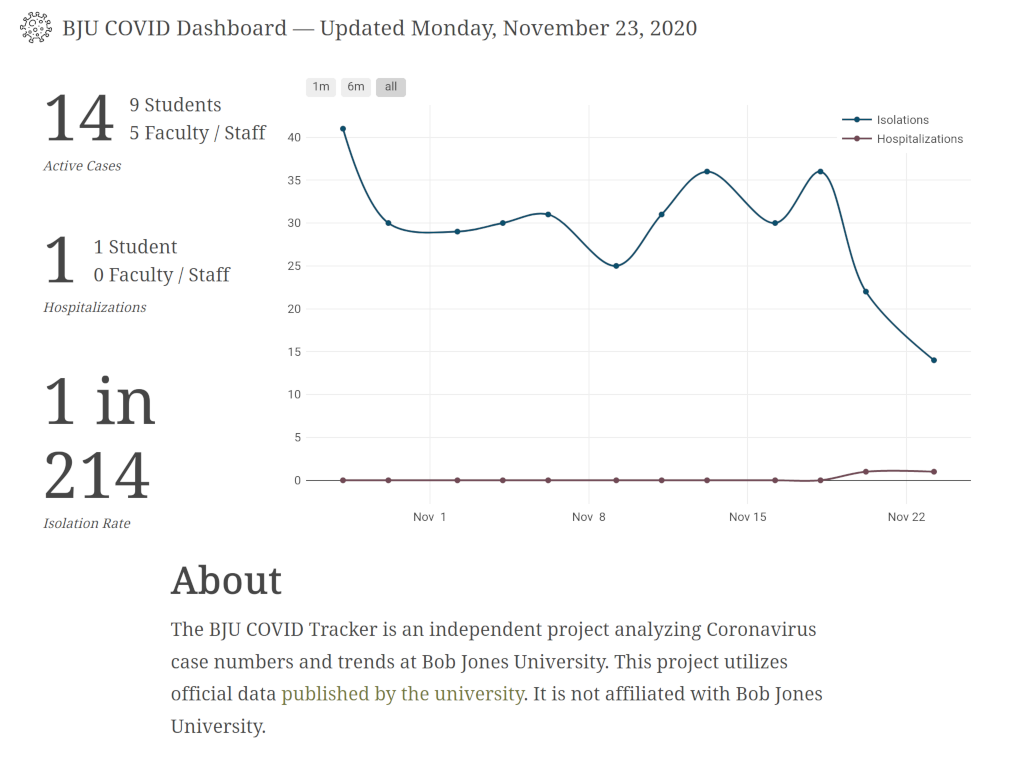 BJU COVID Dashboard — Updated Monday, November 23, 2020
14
9 Students
5 Faculty / Staff
Active Cases
1
1 Student
0 Faculty / Staff
Hospitalizations
1 in
214
Isolation Rate
1m 6m all
Isolations
Hospitalizations
40
35
30
25
20
15
10
5
0
Nov 1 Nov 8 Nov 15 Nov 22
About
The BJU COVID Tracker is an independent project analyzing Coronavirus
case numbers and trends at Bob Jones University. This project utilizes
official data published by the university. It is not affiliated with Bob Jones
University.